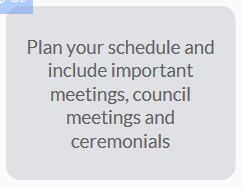 Plan your schedule and
include important
meetings, council
meetings and
ceremonials